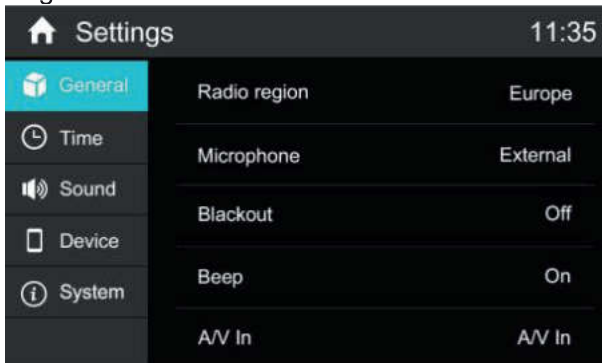 Settings 11:35
General
Time
Sound
Device
System
Radio region Europe
Microphone External
Blackout Off
Beep On
A/V In A/V In